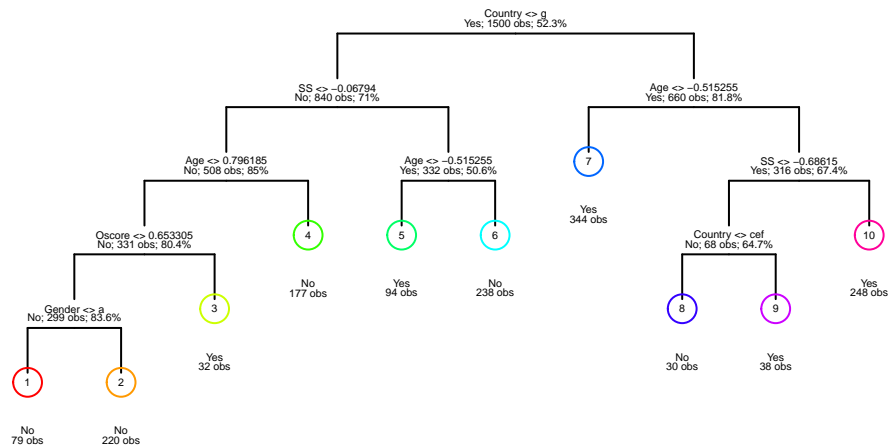 Country <> g
Yes; 1500 obs; 52.3%
SS <> −0.06794
No; 840 obs; 71%
Age <> −0.515255
Yes; 660 obs; 81.8%
Age <> 0.796185
No; 508 obs; 85%
Age <> −0.515255
Yes; 332 obs; 50.6%
7
SS <> −0.68615
Yes; 316 obs; 67.4%
Yes
344 obs
Oscore <> 0.653305
No; 331 obs; 80.4%
4
5
6
Country <> cef
No; 68 obs; 64.7%
10
No
177 obs
Yes
94 obs
No
238 obs
Yes
248 obs
Gender <> a
No; 299 obs; 83.6%
3
8
9
Yes
32 obs
No
30 obs
Yes
38 obs
1
2
No
79 obs
No
220 obs